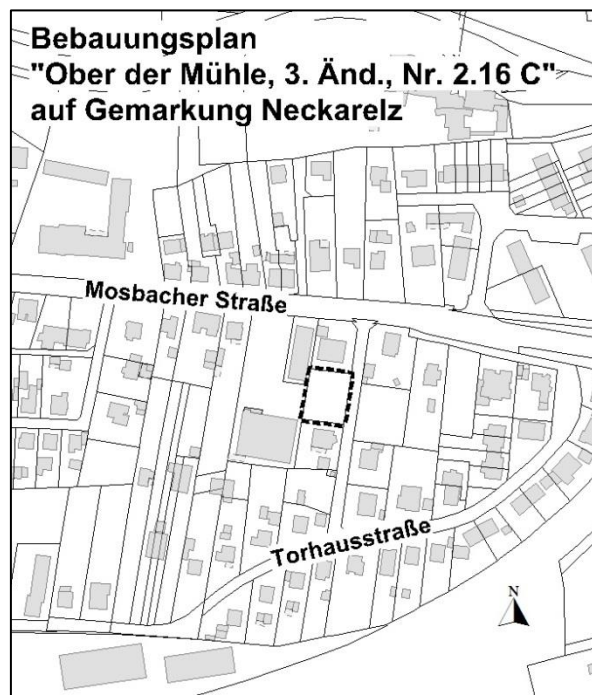 Bebauungsplan
"Ober der Mühle, 3. Änd., Nr. 2.16 C"
auf Gemarkung Neckarelz
Mosbacher Straße
Torhausstraße
N